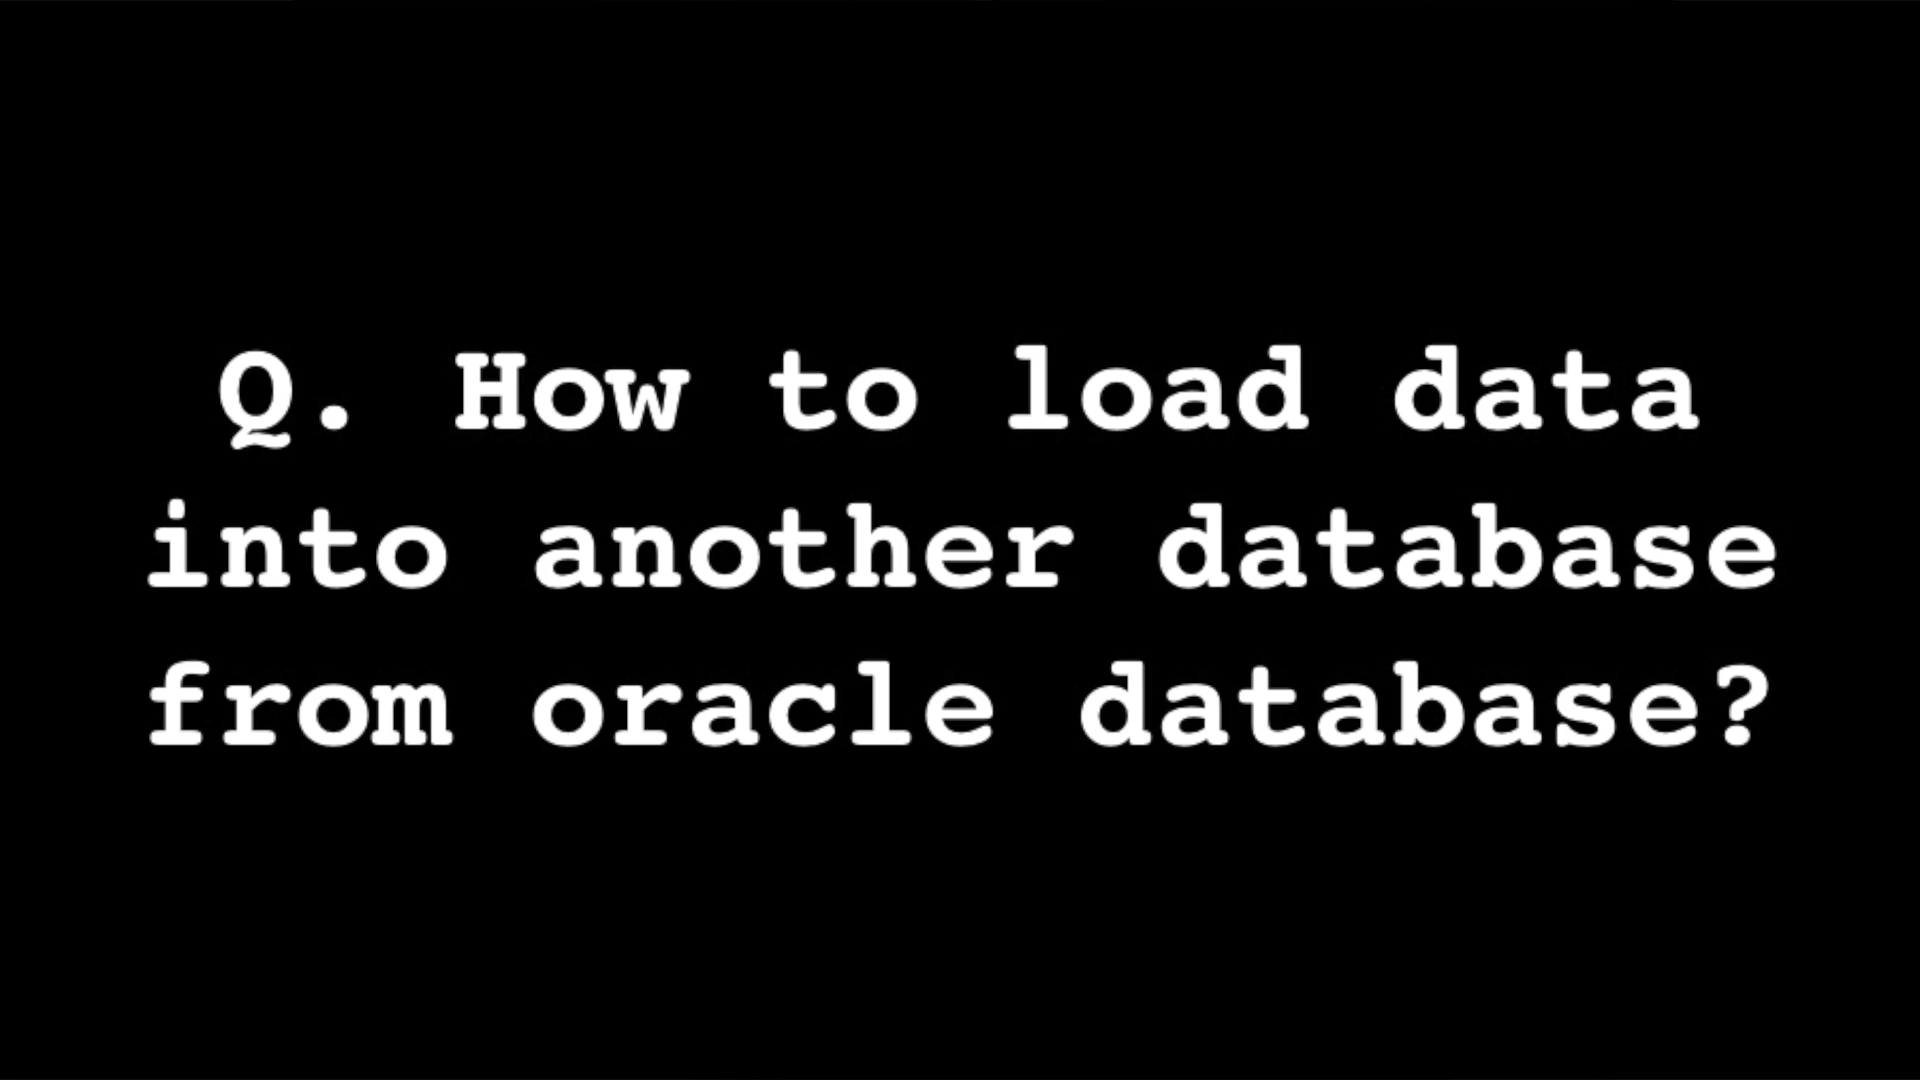 Q. How to load data
into another database
from oracle database?